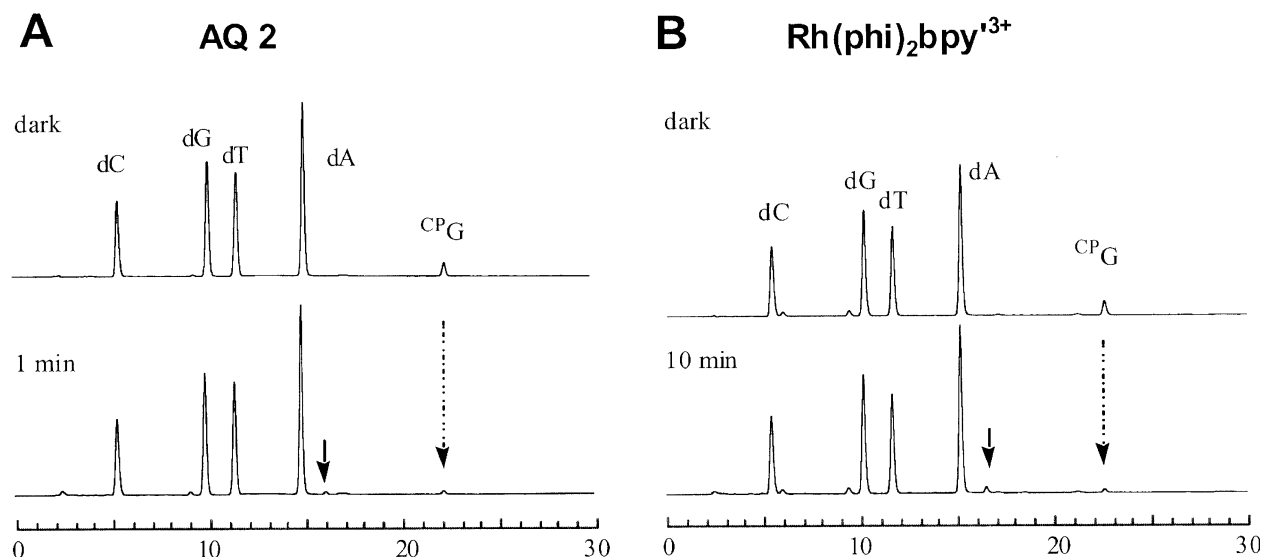 A AQ 2
dark
dC
dG
dT
dA
CPG
1 min
0 10 20 30
B Rh(phi)2bpy'3+
dark
dC
dG
dT
dA
CPG
10 min
0 10 20 30